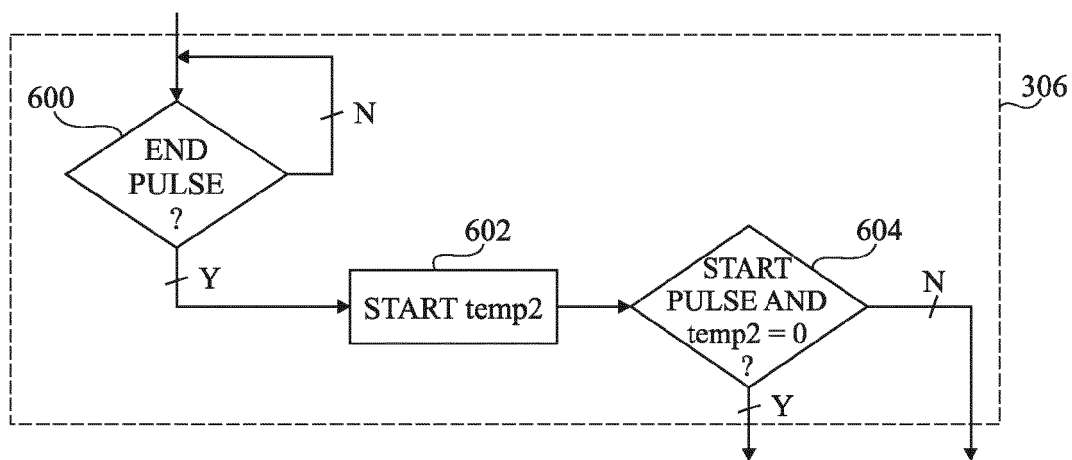 600
END
PULSE
?
N
306
Y
602
START temp2
604
START
PULSE AND
temp2 = 0
?
N
Y